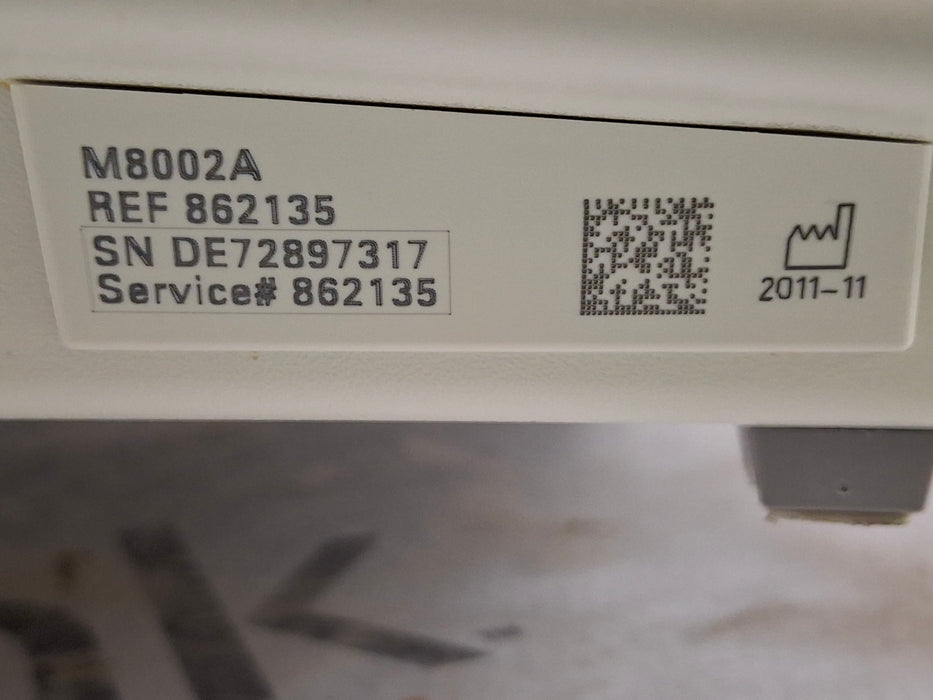 M8002A
REF 862135
SN DE72897317
Service# 862135
2011-11